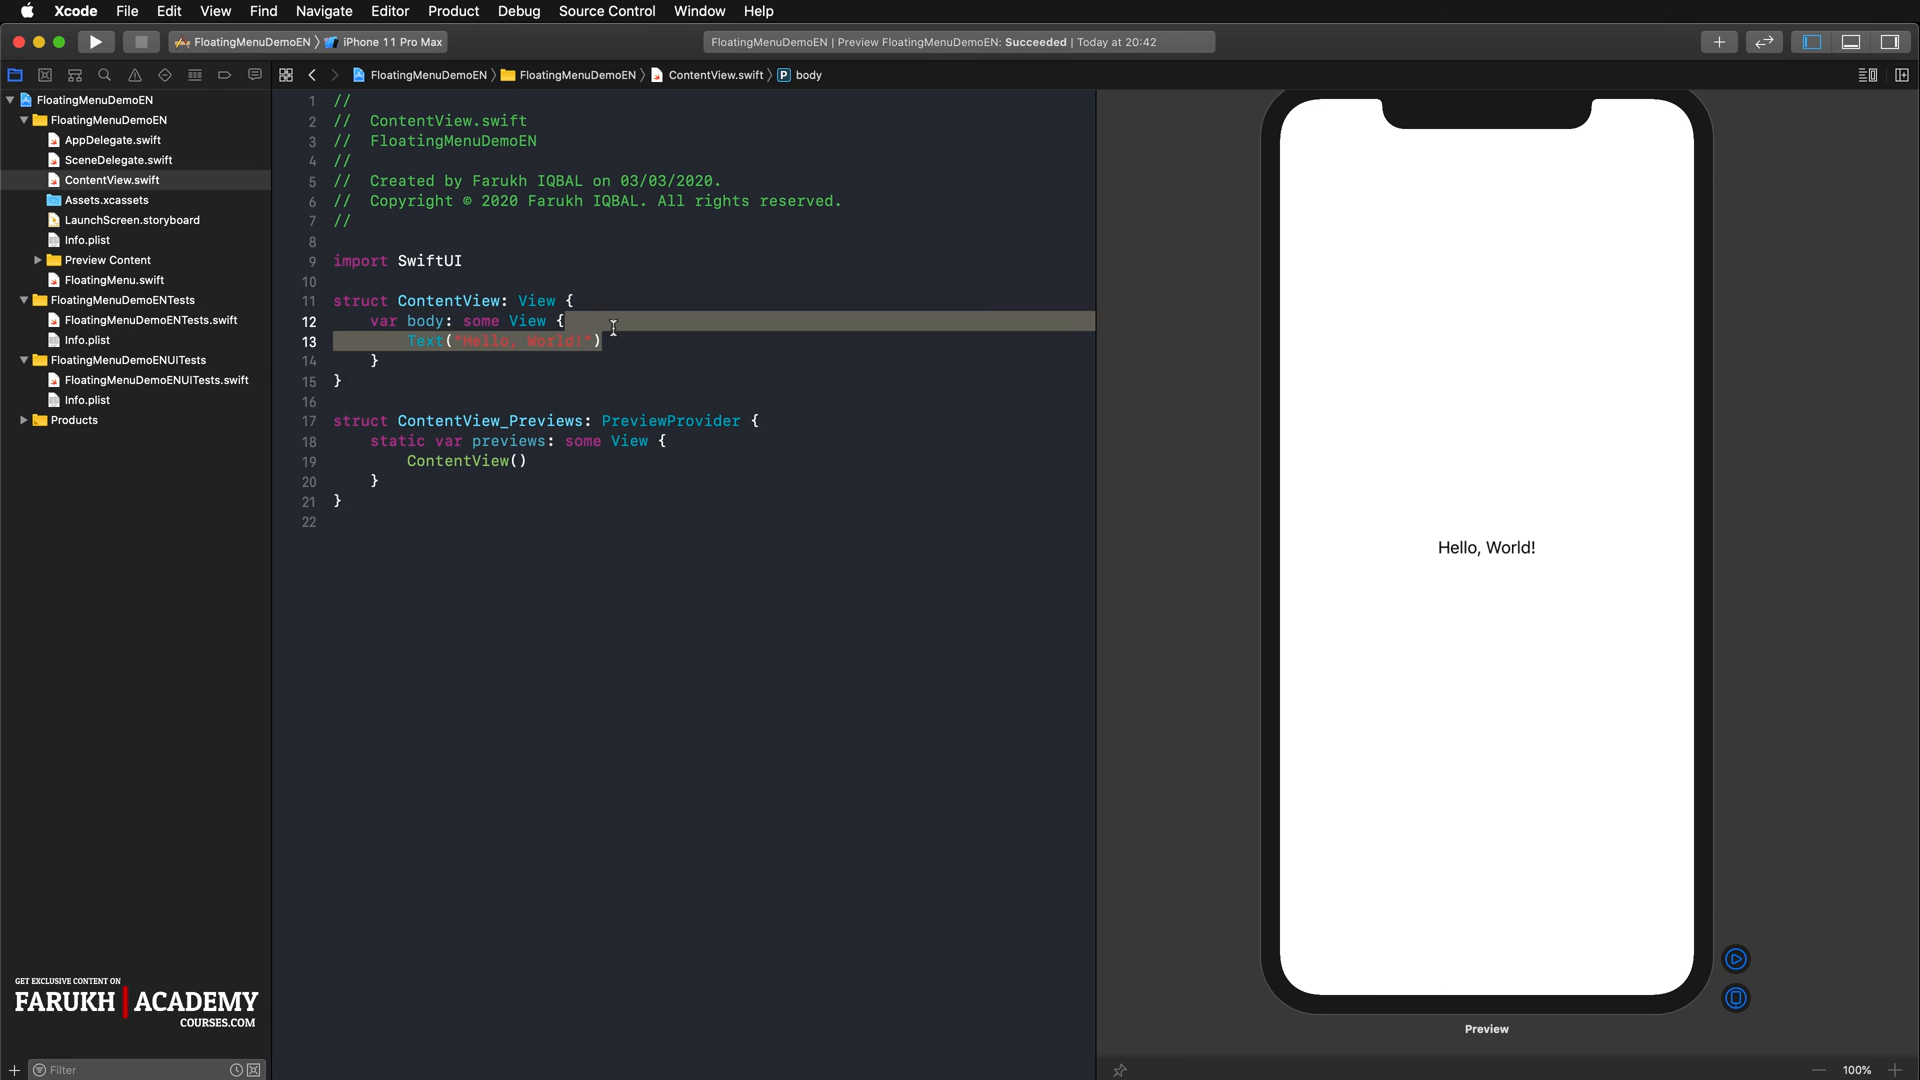 Xcode File Edit View Find Navigate Editor Product Debug Source Control Window Help
FloatingMenuDemoEN iPhone 11 Pro Max
FloatingMenuDemoEN | Preview FloatingMenuDemoEN: Succeeded | Today at 20:42
FloatingMenuDemoEN FloatingMenuDemoEN ContentView.swift P body
FloatingMenuDemoEN
FloatingMenuDemoEN
AppDelegate.swift
SceneDelegate.swift
ContentView.swift
Assets.xcassets
LaunchScreen.storyboard
Info.plist
Preview Content
FloatingMenu.swift
FloatingMenuDemoENTests
FloatingMenuDemoENTests.swift
Info.plist
FloatingMenuDemoENUITests
FloatingMenuDemoENUITests.swift
Info.plist
Products
GET EXCLUSIVE CONTENT ON
FARUKH ACADEMY
COURSES.COM
Filter
1 //
2 // ContentView.swift
3 // FloatingMenuDemoEN
4 //
5 // Created by Farukh IQBAL on 03/03/2020.
6 // Copyright © 2020 Farukh IQBAL. All rights reserved.
7 //
8
9 import SwiftUI
10
11 struct ContentView: View {
12 var body: some View {
13 Text("Hello, World!")
14 }
15 }
16
17 struct ContentView_Previews: PreviewProvider {
18 static var previews: some View {
19 ContentView()
20 }
21 }
22
Hello, World!
Preview
100%